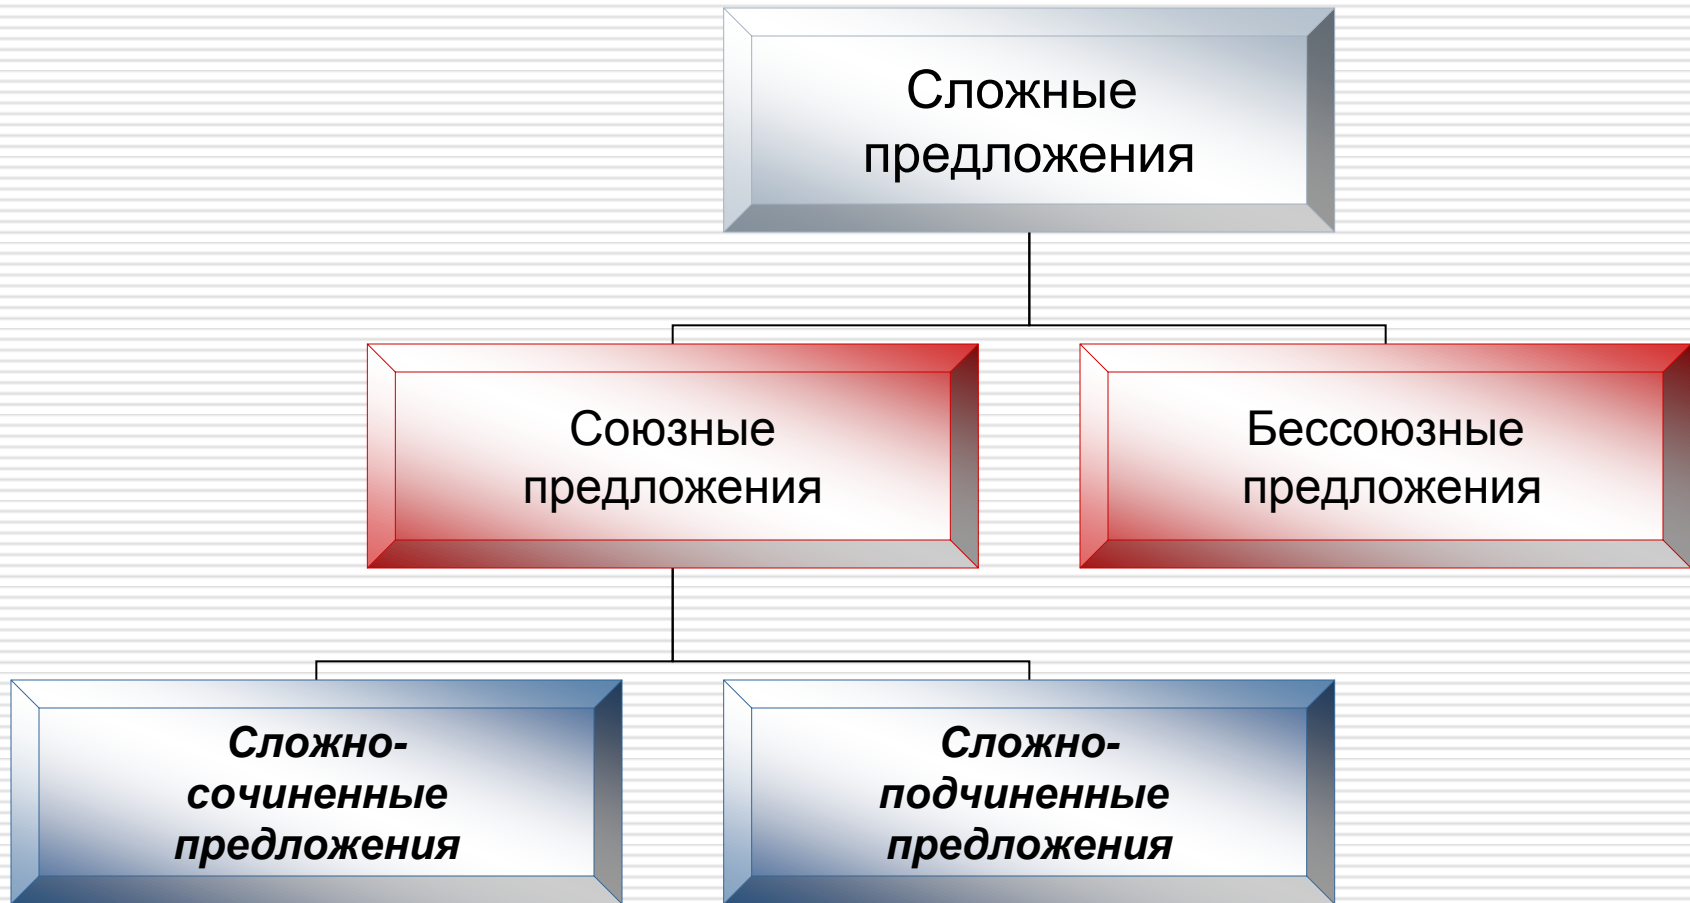 Сложные
предложения
Союзные
предложения
Бессоюзные
предложения
Сложно-
сочиненные
предложения
Сложно-
подчиненные
предложения